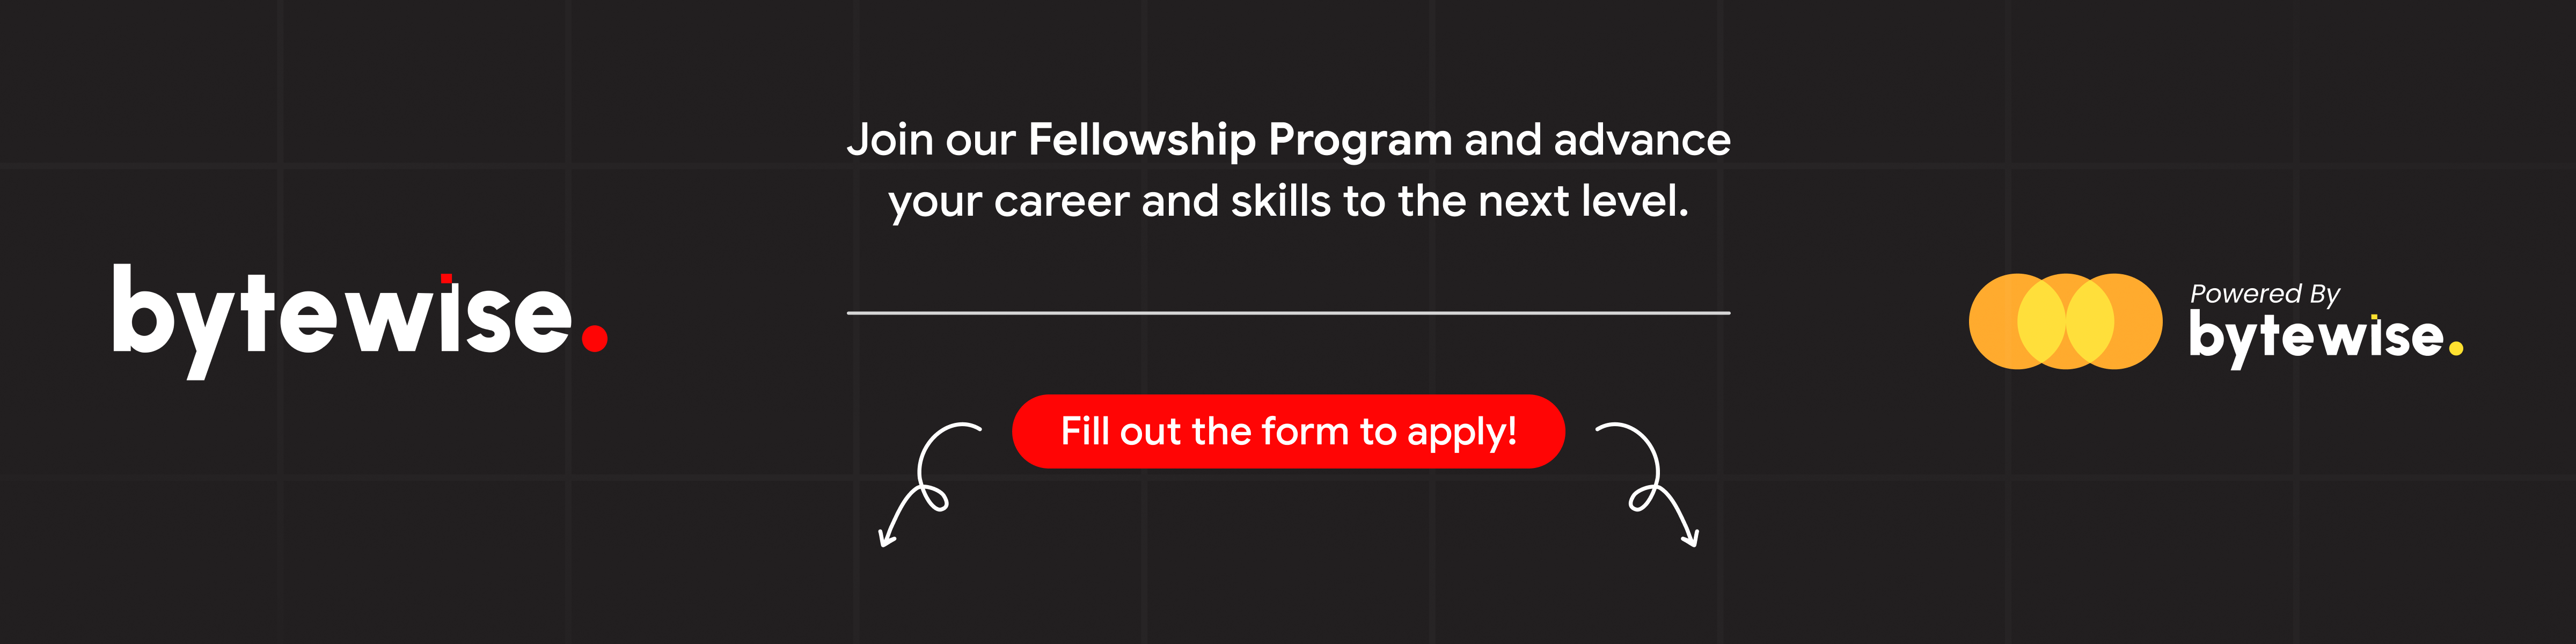 bytewise.
Join our Fellowship Program and advance
your career and skills to the next level.
Fill out the form to apply!
Powered By
bytewise.